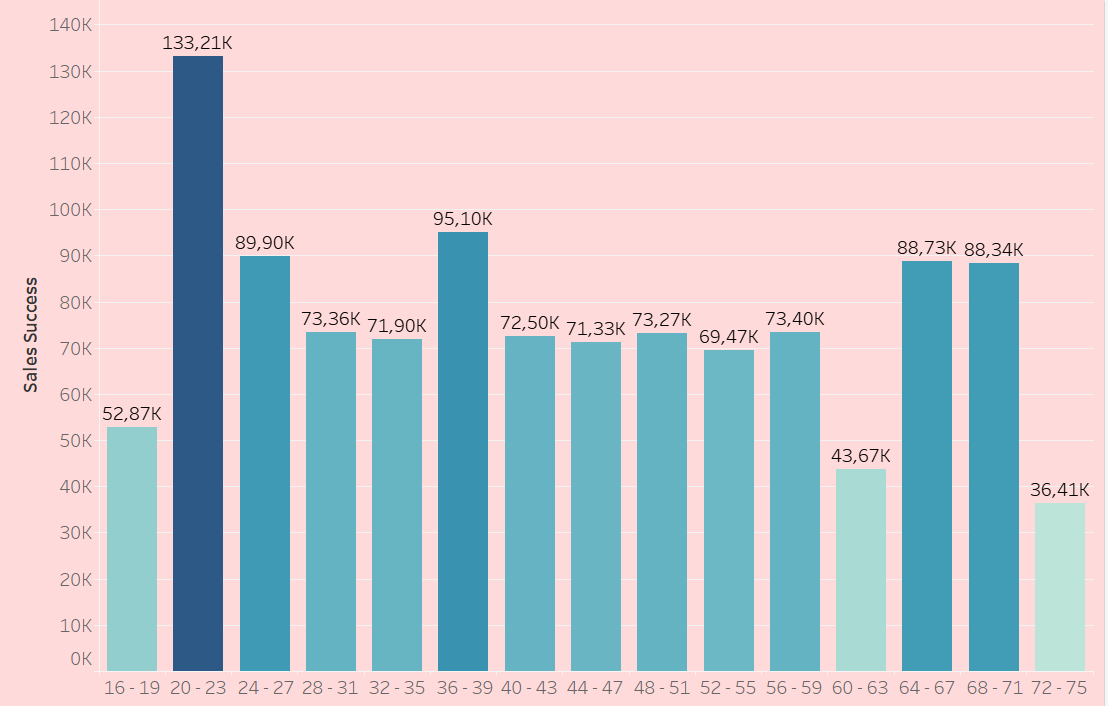 140K
130K
120K
110K
100K
90K
80K
70K
60K
50K
40K
30K
20K
10K
0K
Sales Success
52,87K
133,21K
89,90K
73,36K
71,90K
95,10K
72,50K
71,33K
73,27K
69,47K
73,40K
43,67K
88,73K
88,34K
36,41K
16 - 19 20 - 23 24 - 27 28 - 31 32 - 35 36 - 39 40 - 43 44 - 47 48 - 51 52 - 55 56 - 59 60 - 63 64 - 67 68 - 71 72 - 75